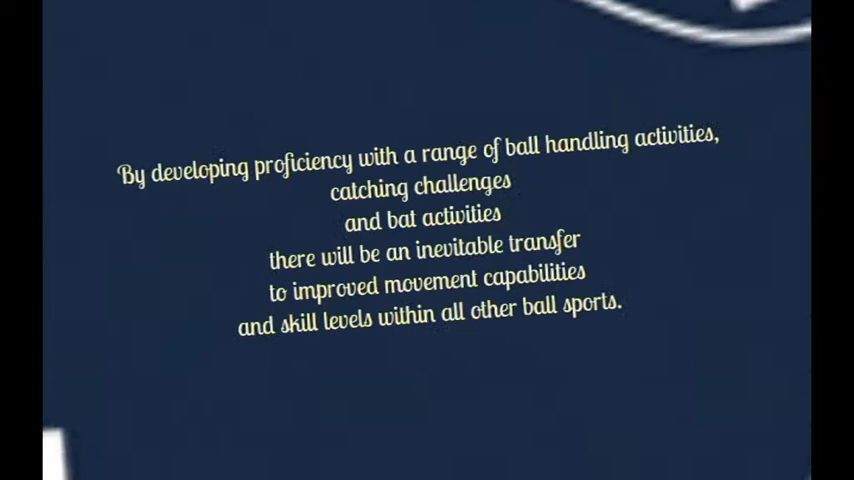 By developing proficiency with a range of ball handling activities,
catching challenges
and bat activities
there will be an inevitable transfer
to improved movement capabilities
and skill levels within all other ball sports.